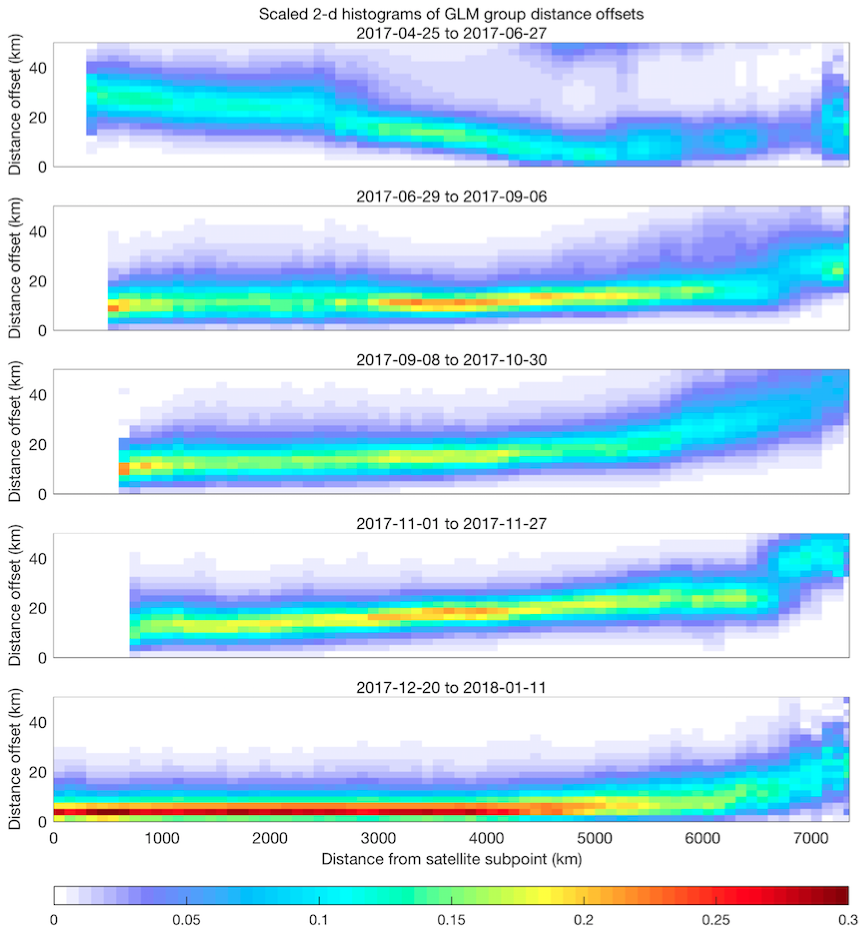 Scaled 2-d histograms of GLM group distance offsets
2017-04-25 to 2017-06-27
Distance offset (km)
40
20
0
2017-06-29 to 2017-09-06
Distance offset (km)
40
20
0
2017-09-08 to 2017-10-30
Distance offset (km)
40
20
0
2017-11-01 to 2017-11-27
Distance offset (km)
40
20
0
2017-12-20 to 2018-01-11
Distance offset (km)
40
20
0
0 1000 2000 3000 4000 5000 6000 7000
Distance from satellite subpoint (km)
0 0.05 0.1 0.15 0.2 0.25 0.3